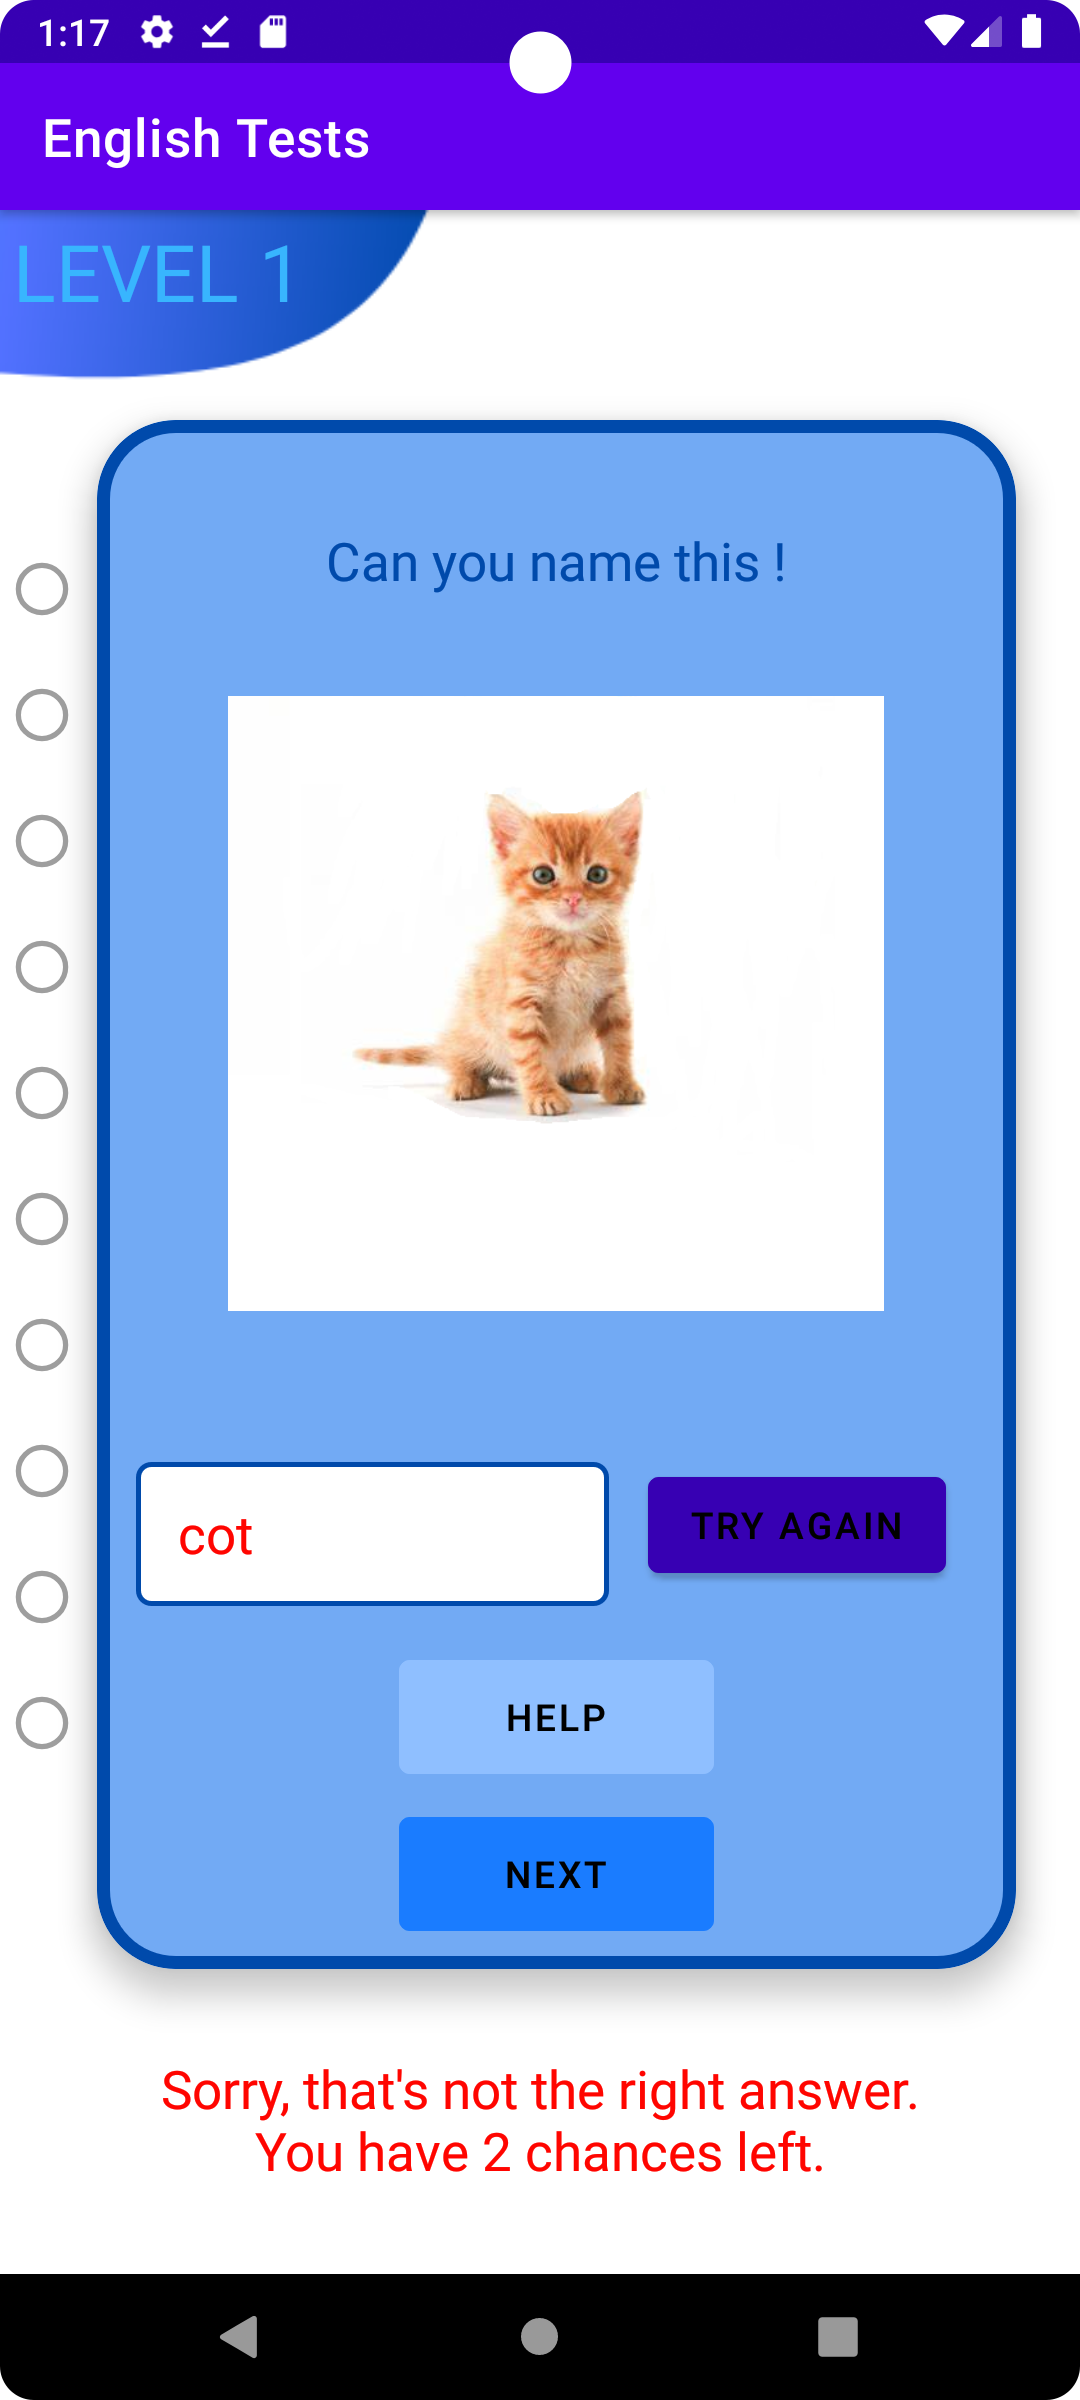 1:17
English Tests
LEVEL 1
Can you name this !
cot
TRY AGAIN
HELP
NEXT
Sorry, that's not the right answer.
You have 2 chances left.